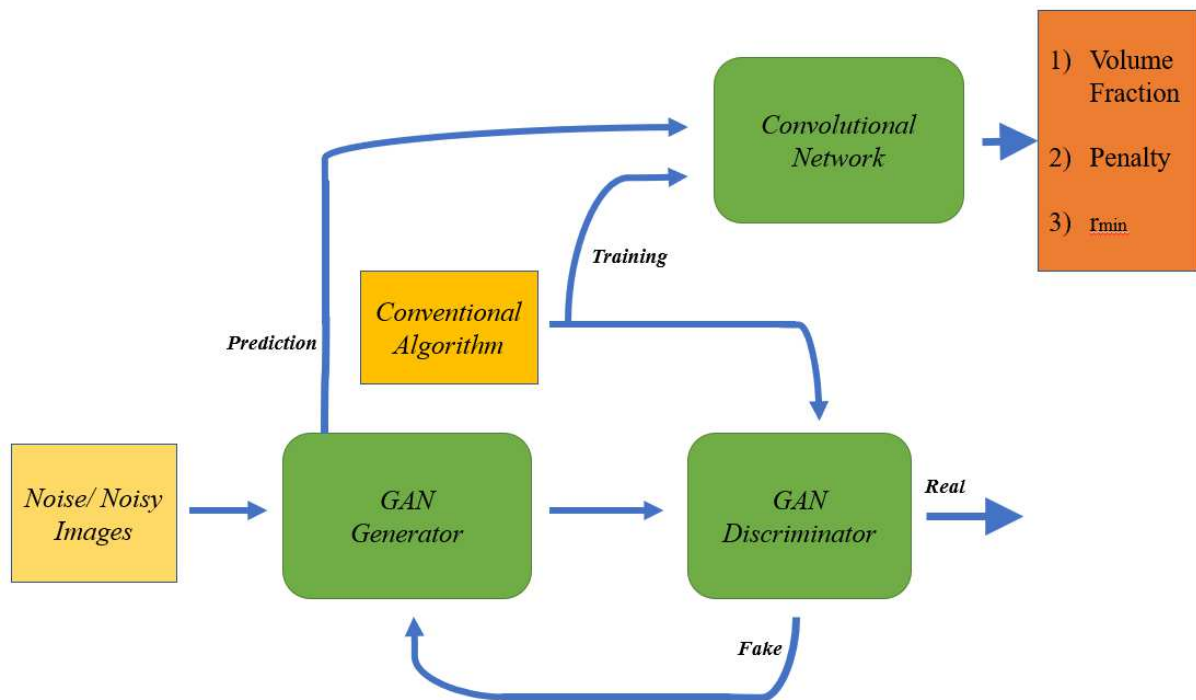 Convolutional
Network
1) Volume
Fraction
2) Penalty
3) rmin
Training
Conventional
Algorithm
Prediction
Noise/ Noisy
Images
GAN
Generator
GAN
Discriminator
Real
Fake